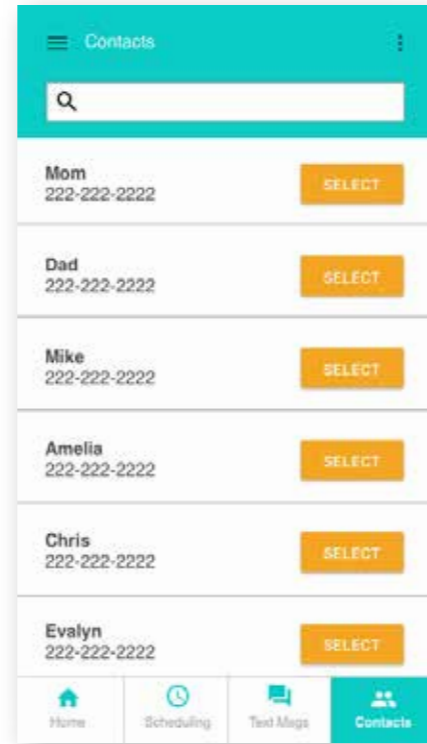 Contacts
Mom
222-222-2222
SELECT
Dad
222-222-2222
SELECT
Mike
222-222-2222
SELECT
Amelia
222-222-2222
SELECT
Chris
222-222-2222
SELECT
Evalyn
222-222-2222
SELECT
Home
Scheduling
Text Msgs
Contacts